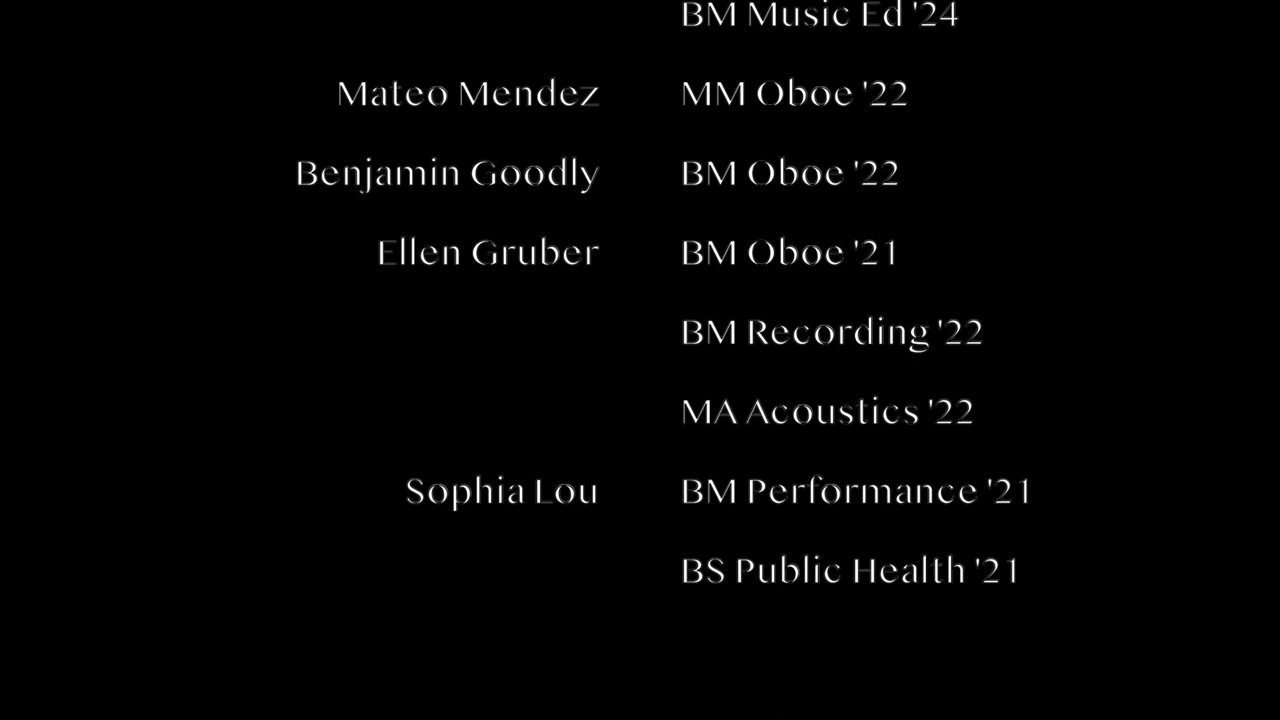 BM Music Ed '24
Mateo Mendez MM Oboe '22
Benjamin Goodly BM Oboe '22
Ellen Gruber BM Oboe '21
BM Recording '22
MA Acoustics '22
Sophia Lou BM Performance '21
BS Public Health '21